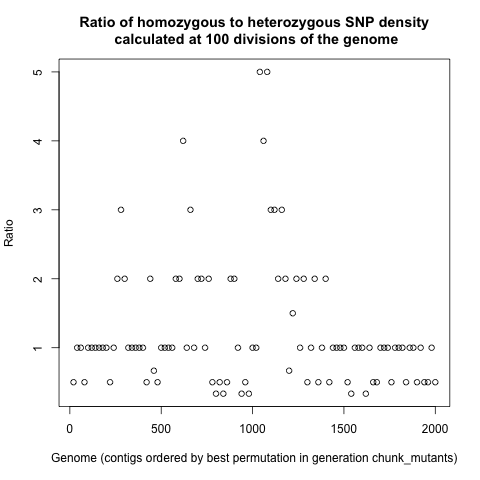 Ratio of homozygous to heterozygous SNP density
calculated at 100 divisions of the genome
Ratio
5
4
3
2
1
0
500
1000
1500
2000
Genome (contigs ordered by best permutation in generation chunk_mutants)